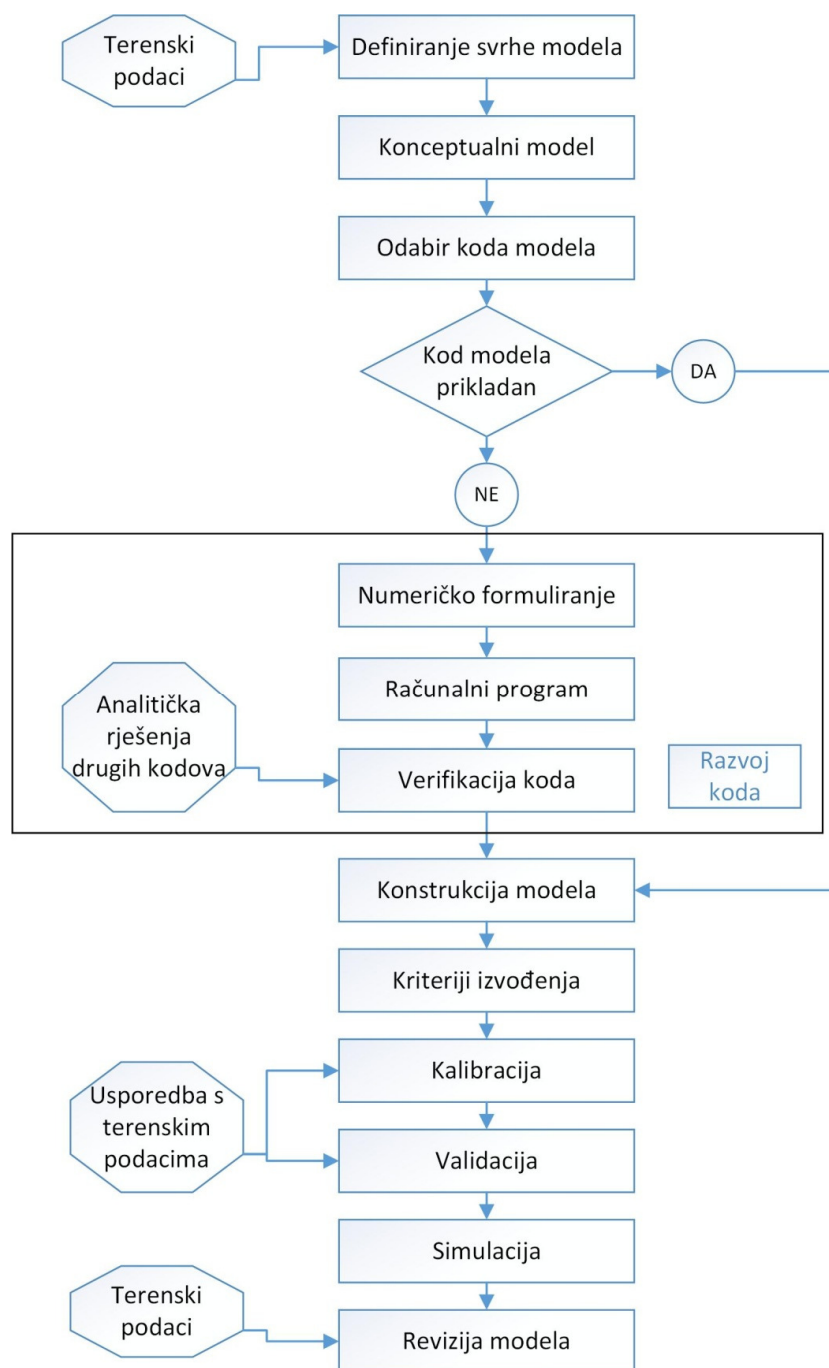 Terenski
podaci
Definiranje svrhe modela
Konceptualni model
Odabir koda modela
Kod modela
prikladan
DA
NE
Numeričko formuliranje
Računalni program
Analitička
rješenja
drugih kodova
Verifikacija koda
Razvoj
koda
Konstrukcija modela
Kriteriji izvođenja
Kalibracija
Usporedba s
terenskim
podacima
Validacija
Simulacija
Terenski
podaci
Revizija modela